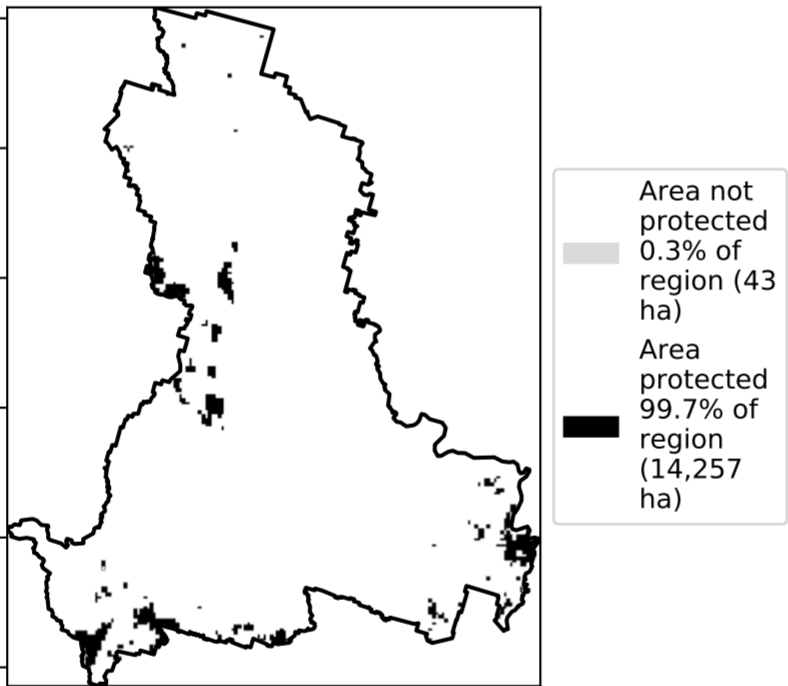 Area not
protected
0.3% of
region (43
ha)
Area
protected
99.7% of
region
(14,257
ha)